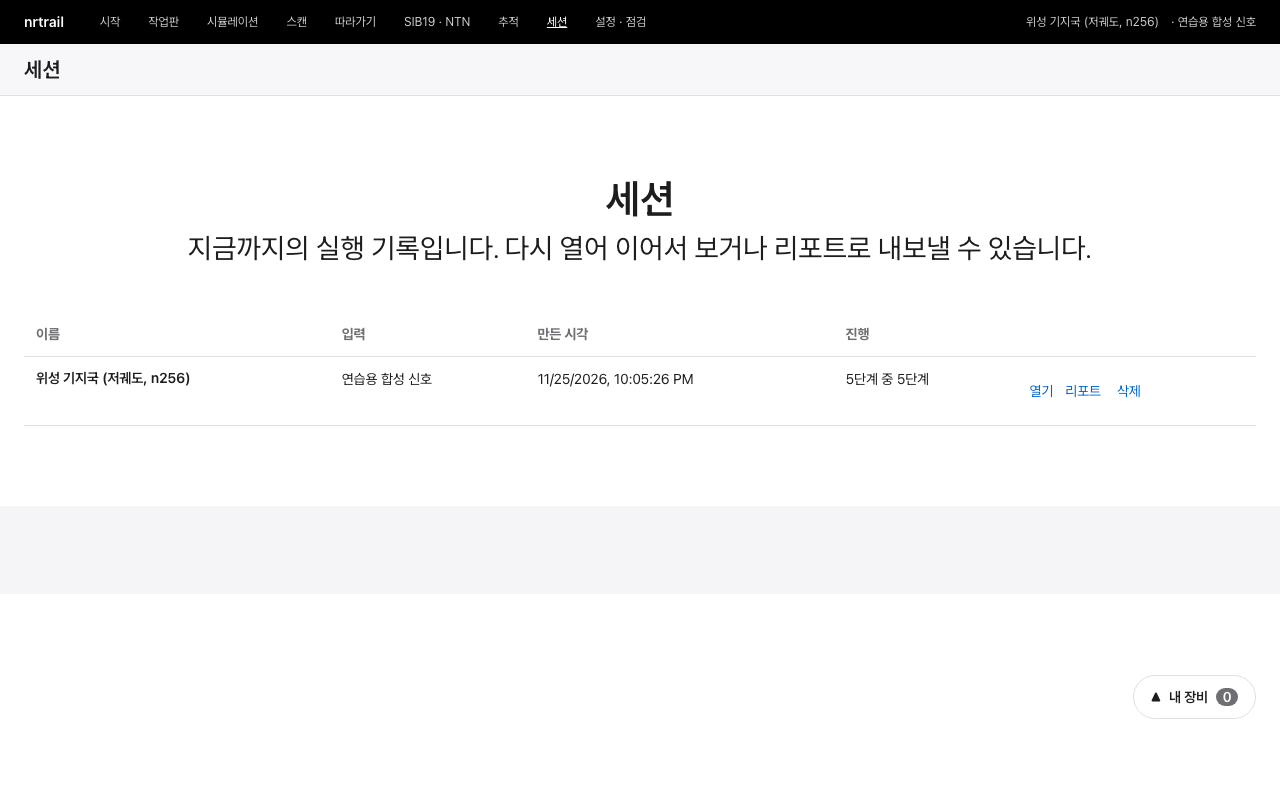 nrtrail 시작 작업판 시뮬레이션 스캔 따라가기 SIB19 · NTN 추적 세션 설정 · 점검 위성 기지국 (저궤도, n256) · 연습용 합성 신호
세션
세션
지금까지의 실행 기록입니다. 다시 열어 이어서 보거나 리포트로 내보낼 수 있습니다.
이름 입력 만든 시각 진행
위성 기지국 (저궤도, n256) 연습용 합성 신호 11/25/2026, 10:05:26 PM 5단계 중 5단계
열기 리포트 삭제
▲ 내 장비 0